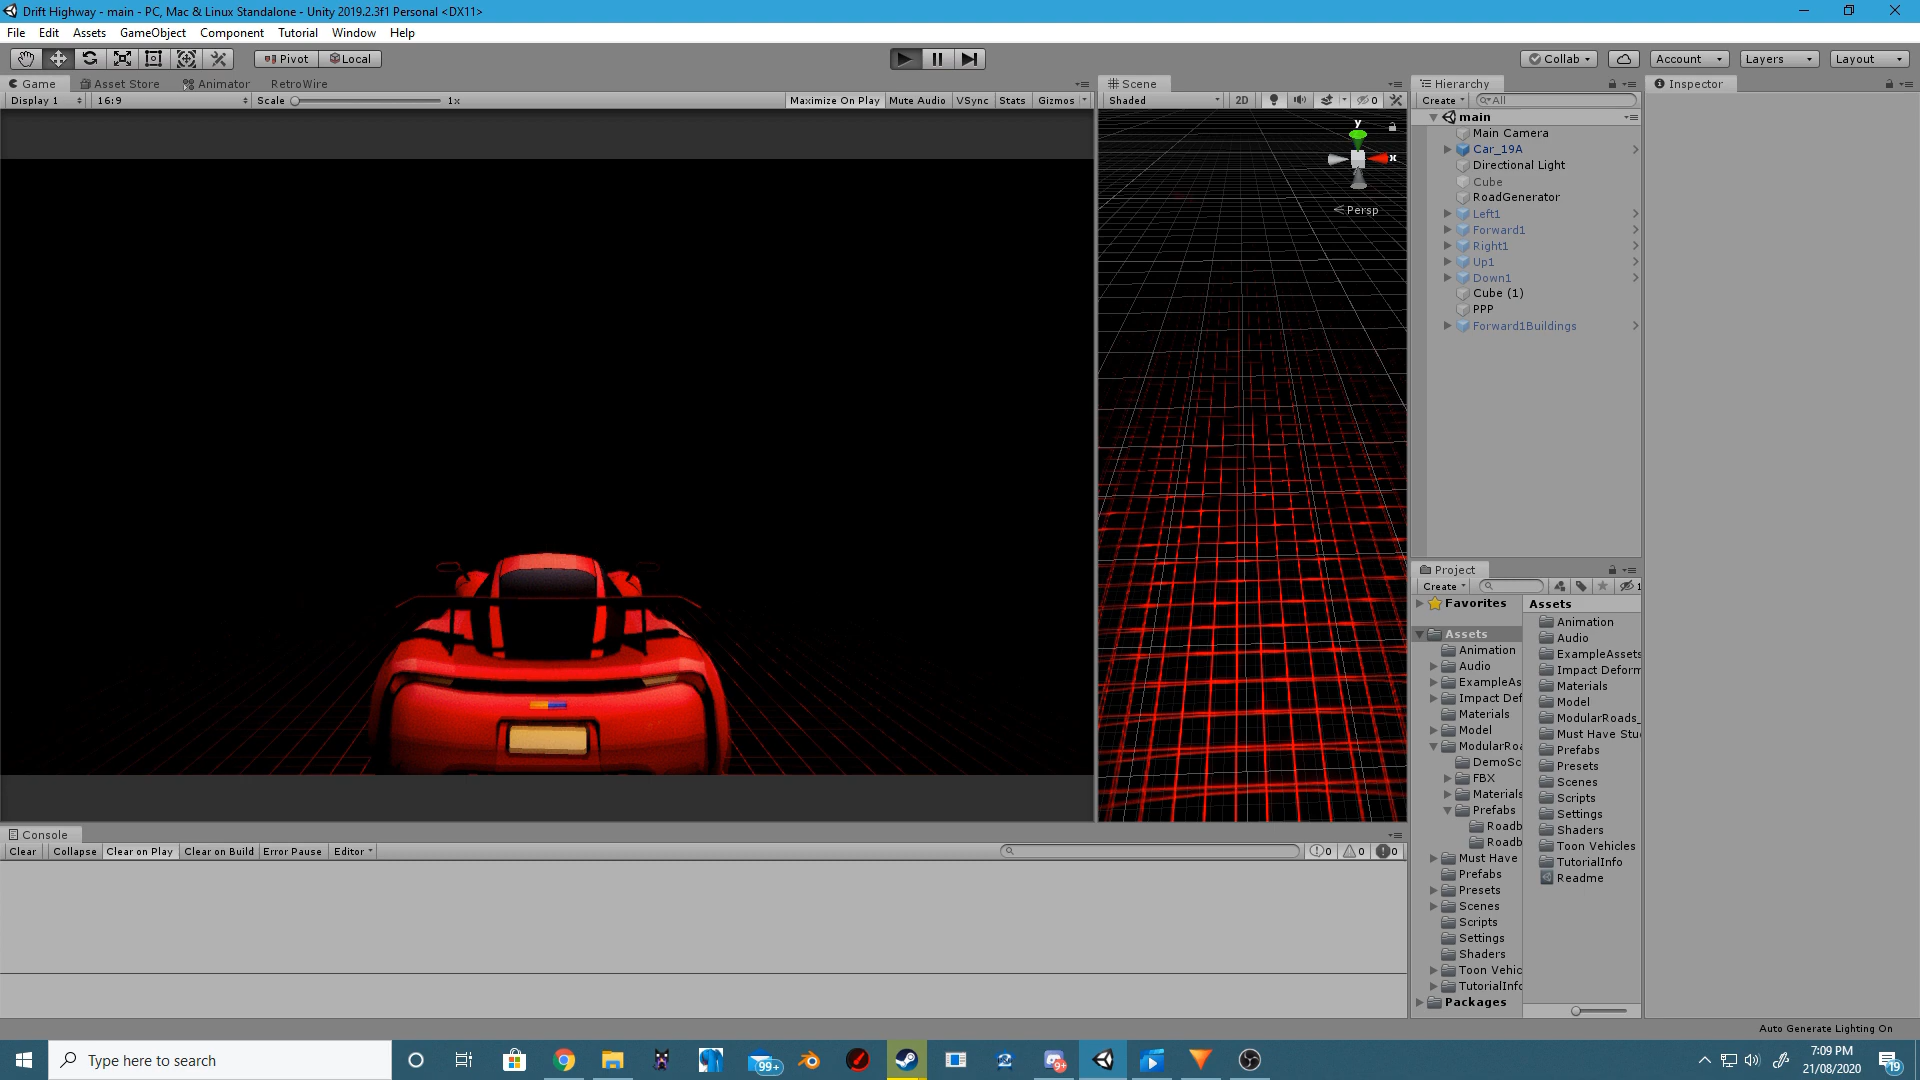 Drift Highway - main - PC, Mac & Linux Standalone - Unity 2019.2.3f1 Personal <DX11>
File Edit Assets GameObject Component Tutorial Window Help
Pivot Local Collab Account Layers Layout
Game Asset Store Animator RetroWire
Display 1 16:9 Scale 1x Maximize On Play Mute Audio VSync Stats Gizmos
Scene
Shaded 2D 0
y
x
Persp
Hierarchy
Create All
main
Main Camera
Car_19A
Directional Light
Cube
RoadGenerator
Left1
Forward1
Right1
Up1
Down1
Cube (1)
PPP
Forward1Buildings
Inspector
Project
Create 1
Favorites
Assets
Animation
Audio
ExampleAs
Impact Def
Materials
Model
ModularRoa
DemoSc
FBX
Materials
Prefabs
Roadb
Roadb
Must Have
Prefabs
Presets
Scenes
Scripts
Settings
Shaders
Toon Vehic
TutorialInfo
Packages
Assets
Animation
Audio
ExampleAssets
Impact Deform
Materials
Model
ModularRoads_
Must Have Stu
Prefabs
Presets
Scenes
Scripts
Settings
Shaders
Toon Vehicles
TutorialInfo
Readme
Console
Clear Collapse Clear on Play Clear on Build Error Pause Editor 0 0 0
Auto Generate Lighting On
Type here to search
99+
9+
7:09 PM
21/08/2020
19